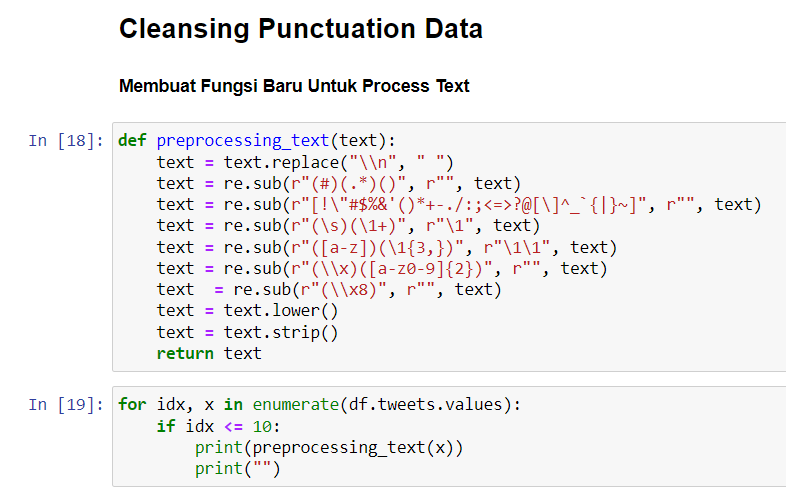 Cleansing Punctuation Data
Membuat Fungsi Baru Untuk Process Text
In [18]: def preprocessing_text(text):
    text = text.replace("\\n", " ")
    text = re.sub(r"(#)(.*)()", r"", text)
    text = re.sub(r"[!\"#$%&'()*+-./:;<=>?@[\]^_`{|}~]", r"", text)
    text = re.sub(r"(\s)(\1+)", r"\1", text)
    text = re.sub(r"([a-z])(\1{3,})", r"\1\1", text)
    text = re.sub(r"(\\x)([a-z0-9]{2})", r"", text)
    text  = re.sub(r"(\\x8)", r"", text)
    text = text.lower()
    text = text.strip()
    return text
In [19]: for idx, x in enumerate(df.tweets.values):
    if idx <= 10:
        print(preprocessing_text(x))
        print("")